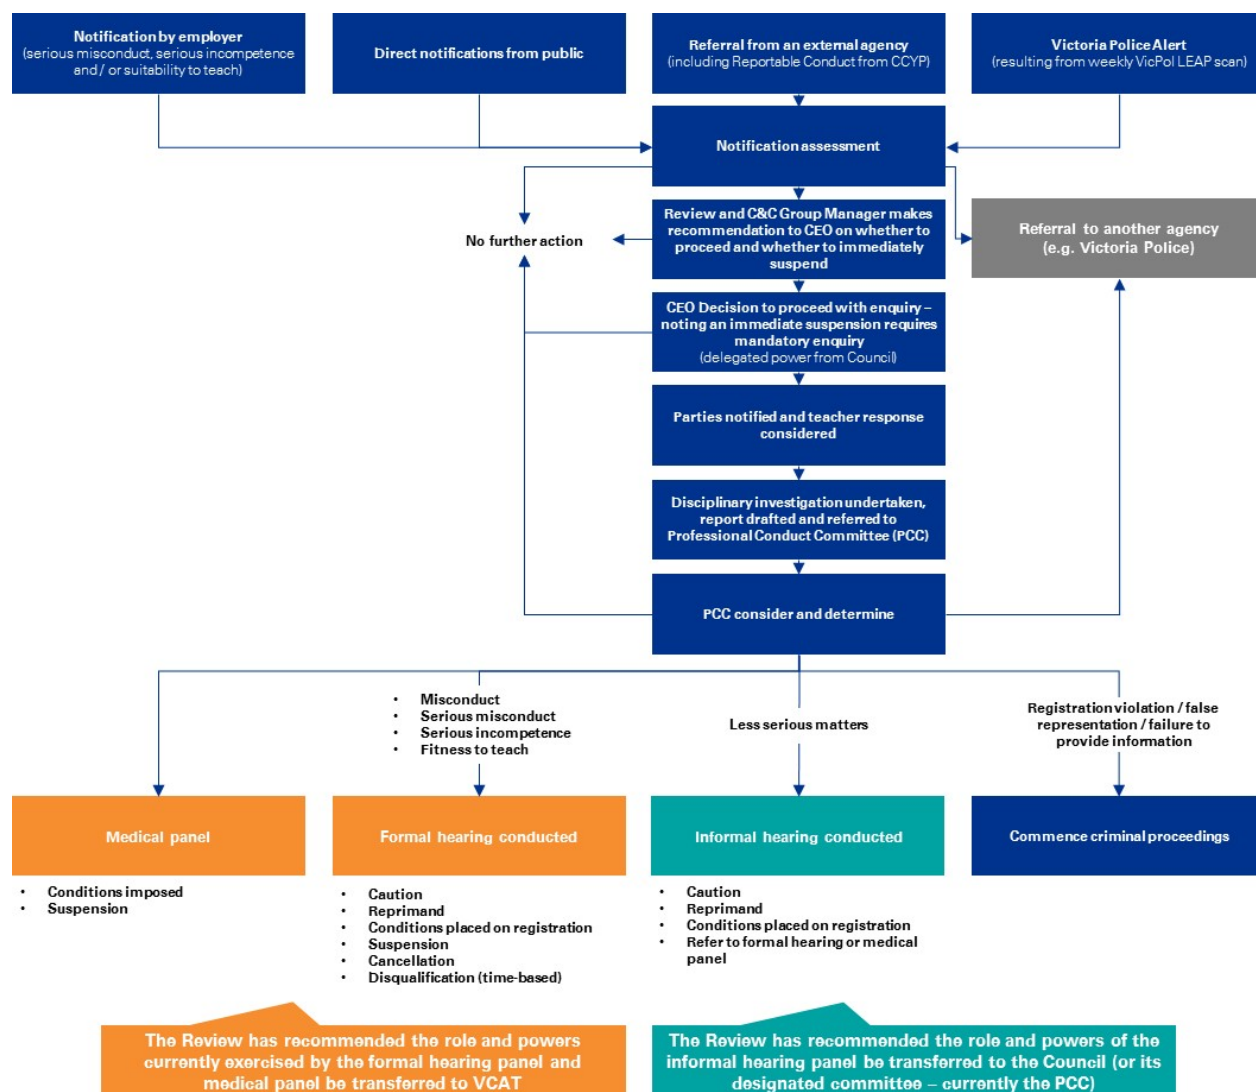 Notification by employer
(serious misconduct, serious incompetence
and / or suitability to teach)
Direct notifications from public
Referral from an external agency
(including Reportable Conduct from CCYP)
Victoria Police Alert
(resulting from weekly VicPol LEAP scan)
Notification assessment
No further action
Review and C&C Group Manager makes
recommendation to CEO on whether to
proceed and whether to immediately
suspend
Referral to another agency
(e.g. Victoria Police)
CEO Decision to proceed with enquiry –
noting an immediate suspension requires
mandatory enquiry
(delegated power from Council)
Parties notified and teacher response
considered
Disciplinary investigation undertaken,
report drafted and referred to
Professional Conduct Committee (PCC)
PCC consider and determine
• Misconduct
• Serious misconduct
• Serious incompetence
• Fitness to teach
Less serious matters
Registration violation / false
representation / failure to
provide information
Medical panel
Formal hearing conducted
Informal hearing conducted
Commence criminal proceedings
• Conditions imposed
• Suspension
• Caution
• Reprimand
• Conditions placed on registration
• Suspension
• Cancellation
• Disqualification (time-based)
• Caution
• Reprimand
• Conditions placed on registration
• Refer to formal hearing or medical
panel
The Review has recommended the role and powers
currently exercised by the formal hearing panel and
medical panel be transferred to VCAT
The Review has recommended the role and powers of the
informal hearing panel be transferred to the Council (or its
designated committee – currently the PCC)